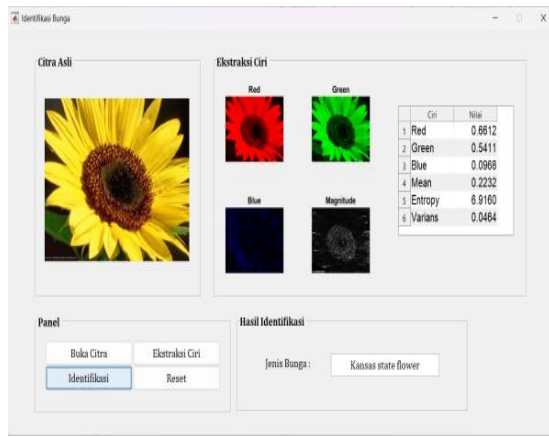 Identifikasi Bunga
Citra Asli
Ekstraksi Ciri
Red
Green
Blue
Magnitude
Ciri Nilai
1 Red 0.6612
2 Green 0.5411
3 Blue 0.0968
4 Mean 0.2232
5 Entropy 6.9160
6 Varians 0.0464
Panel
Buka Citra
Ekstraksi Ciri
Identifikasi
Reset
Hasil Identifikasi
Jenis Bunga :
Kansas state flower